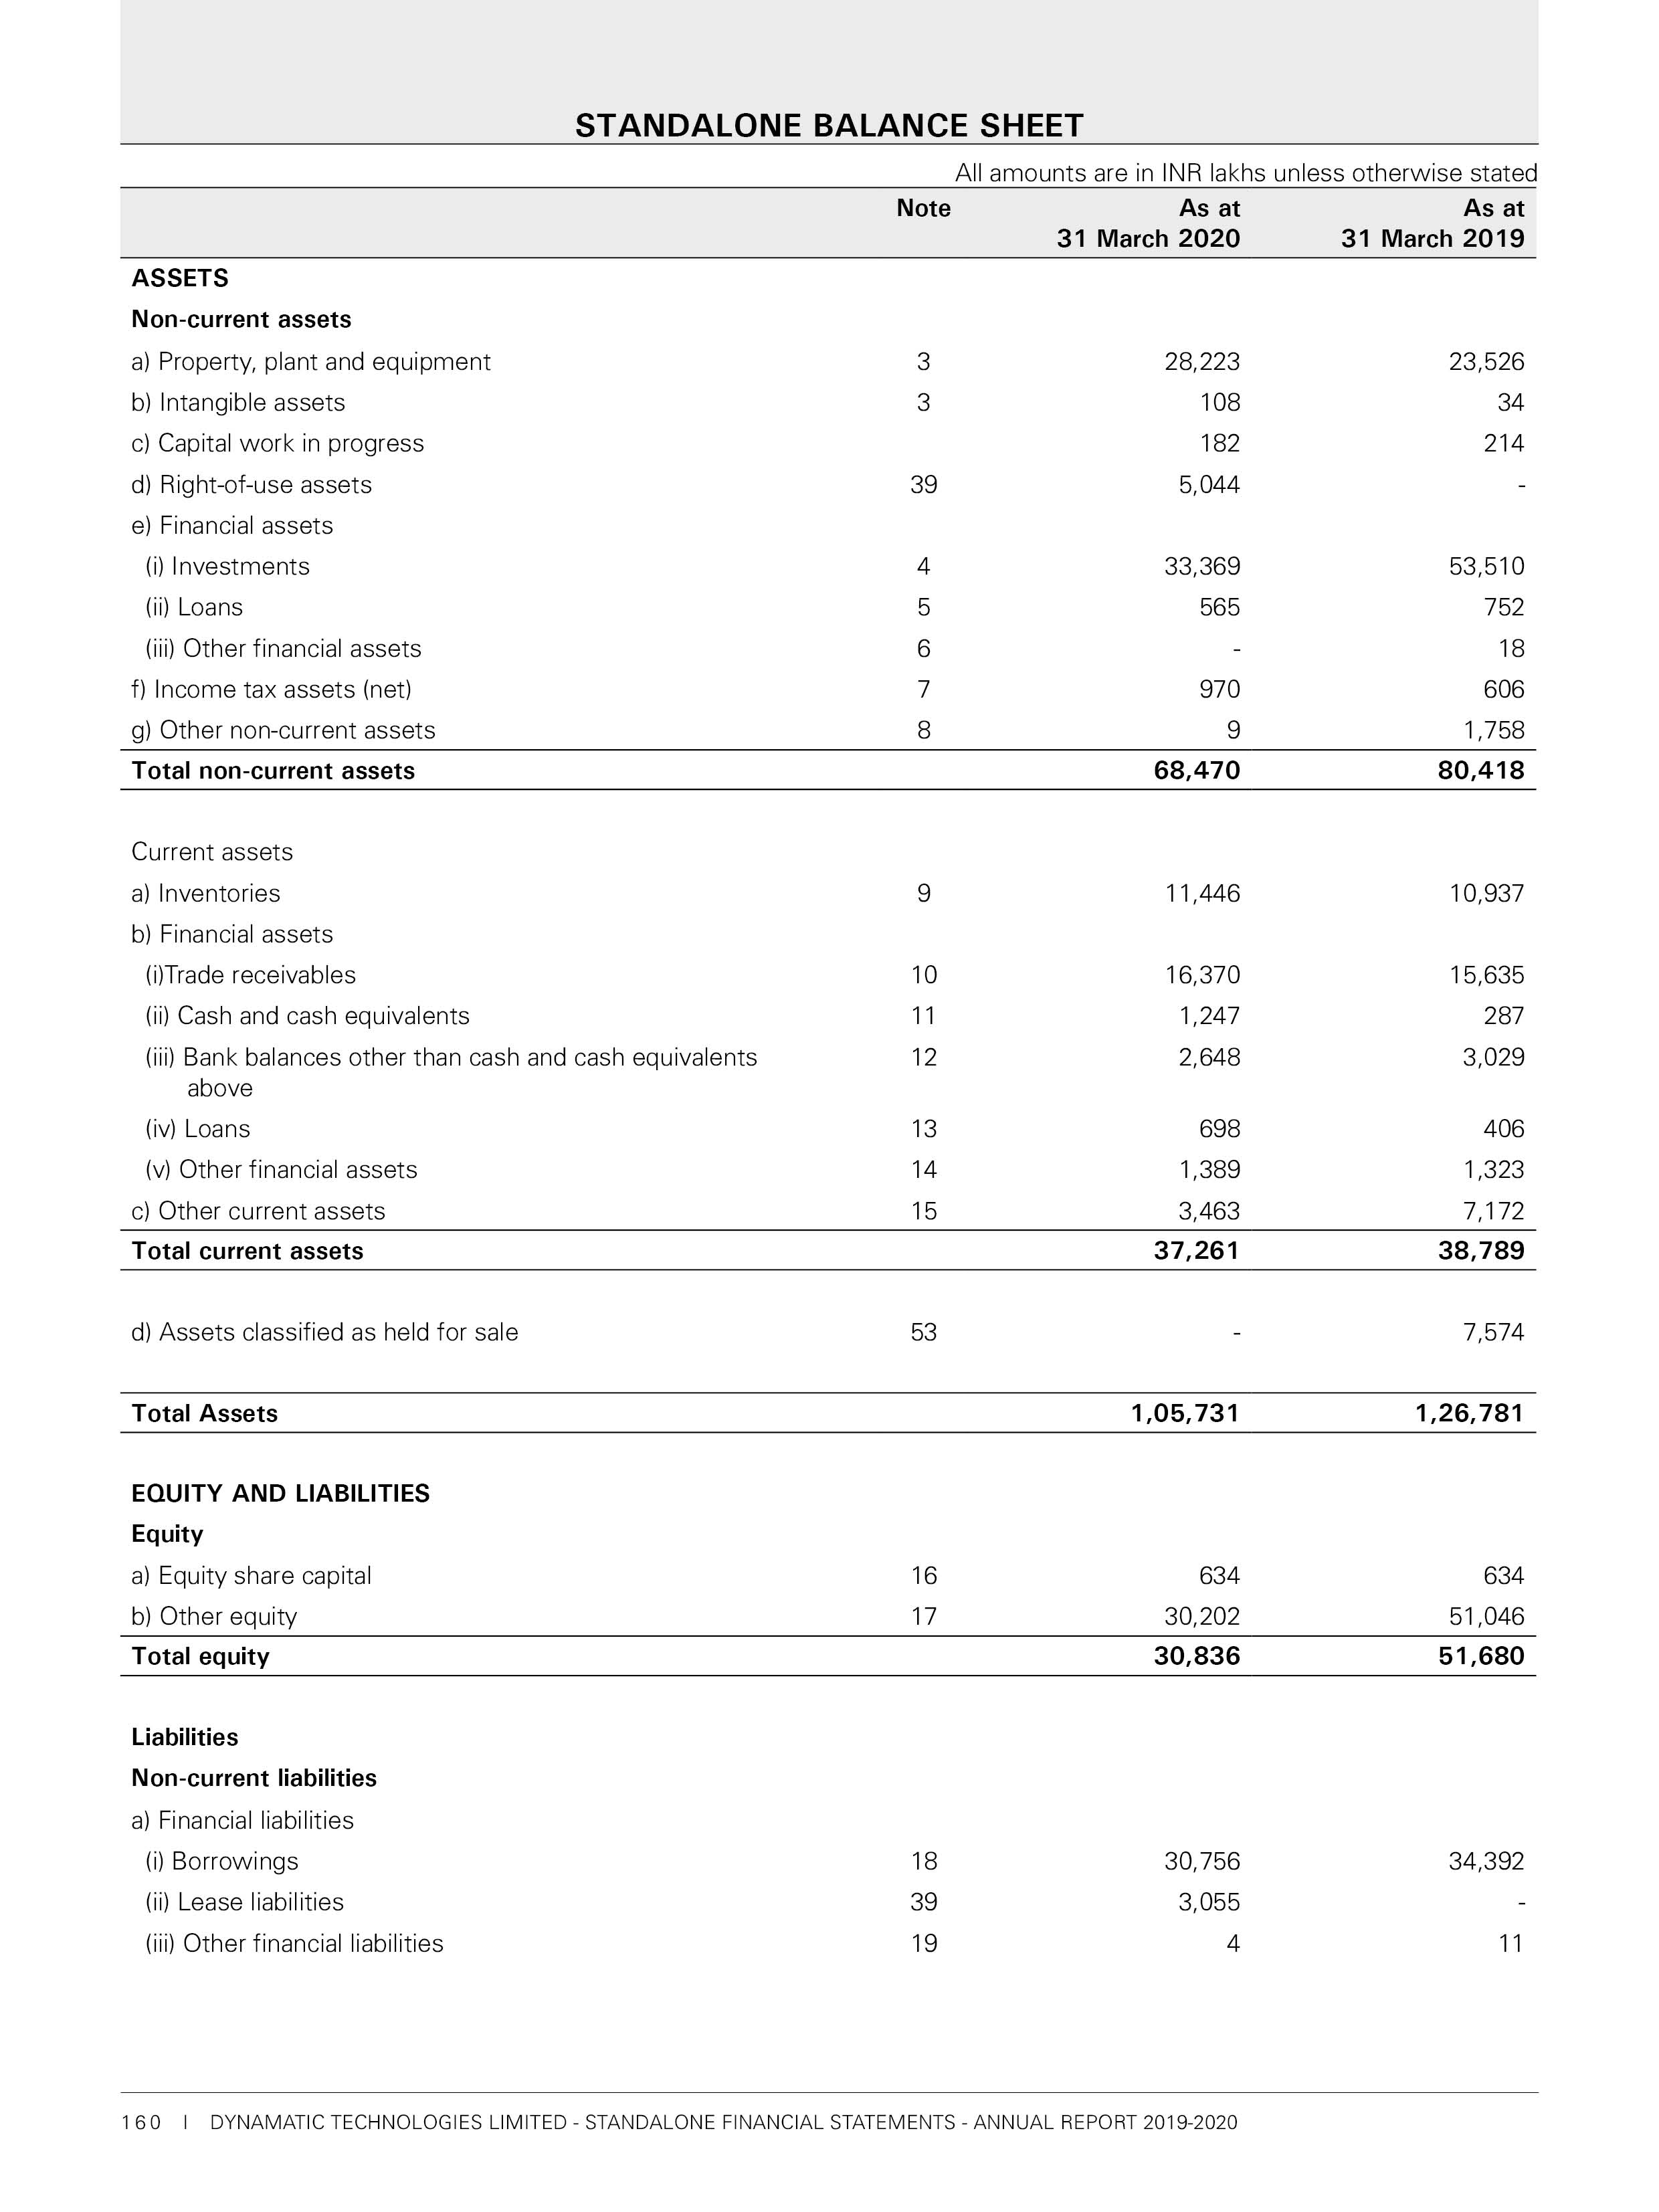 STANDALONE BALANCE SHEET
All amounts are in INR lakhs unless otherwise stated
Note As at As at
31 March 2020 31 March 2019
ASSETS
Non-current assets
a) Property, plant and equipment 3 28,223 23,526
b) Intangible assets 3 108 34
c) Capital work in progress 182 214
d) Right-of-use assets 39 5,044 -
e) Financial assets
(i) Investments 4 33,369 53,510
(ii) Loans 5 565 752
(iii) Other financial assets 6 - 18
f) Income tax assets (net) 7 970 606
g) Other non-current assets 8 9 1,758
Total non-current assets 68,470 80,418
Current assets
a) Inventories 9 11,446 10,937
b) Financial assets
(i)Trade receivables 10 16,370 15,635
(ii) Cash and cash equivalents 11 1,247 287
(iii) Bank balances other than cash and cash equivalents 12 2,648 3,029
above
(iv) Loans 13 698 406
(v) Other financial assets 14 1,389 1,323
c) Other current assets 15 3,463 7,172
Total current assets 37,261 38,789
d) Assets classified as held for sale 53 - 7,574
Total Assets 1,05,731 1,26,781
EQUITY AND LIABILITIES
Equity
a) Equity share capital 16 634 634
b) Other equity 17 30,202 51,046
Total equity 30,836 51,680
Liabilities
Non-current liabilities
a) Financial liabilities
(i) Borrowings 18 30,756 34,392
(ii) Lease liabilities 39 3,055 -
(iii) Other financial liabilities 19 4 11
160 I DYNAMATIC TECHNOLOGIES LIMITED - STANDALONE FINANCIAL STATEMENTS - ANNUAL REPORT 2019-2020